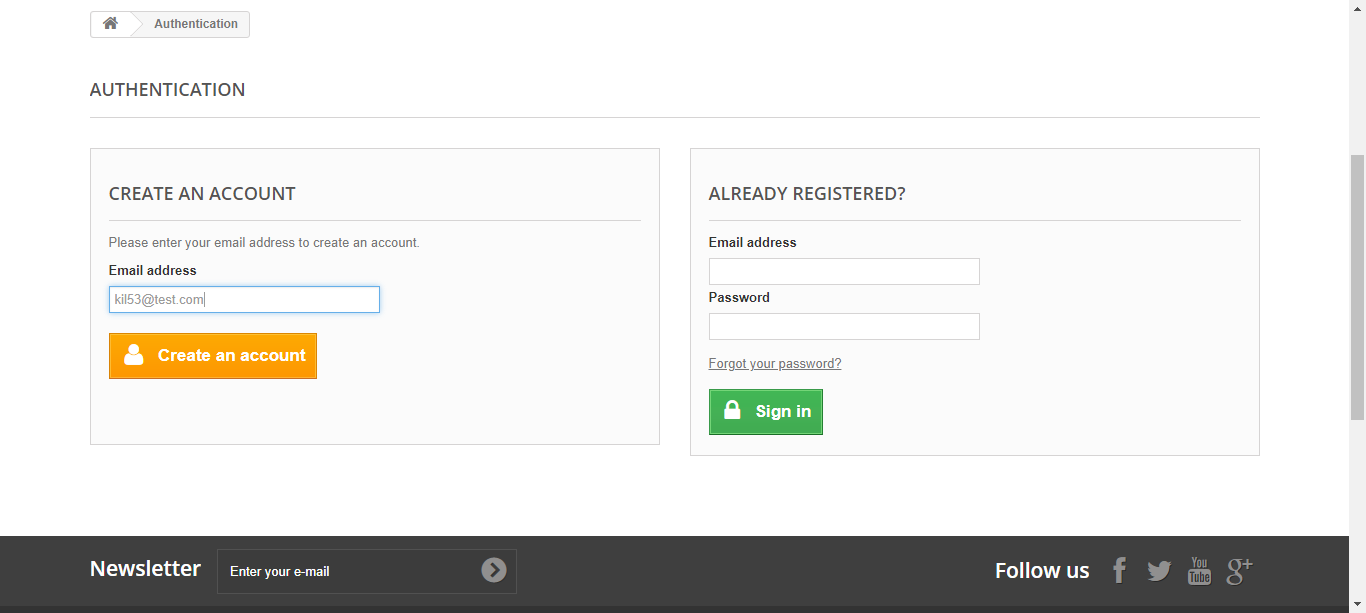 Authentication
AUTHENTICATION
CREATE AN ACCOUNT
Please enter your email address to create an account.
Email address
kil53@test.com
Create an account
ALREADY REGISTERED?
Email address
Password
Forgot your password?
Sign in
Newsletter
Enter your e-mail
Follow us
You
Tube
g+